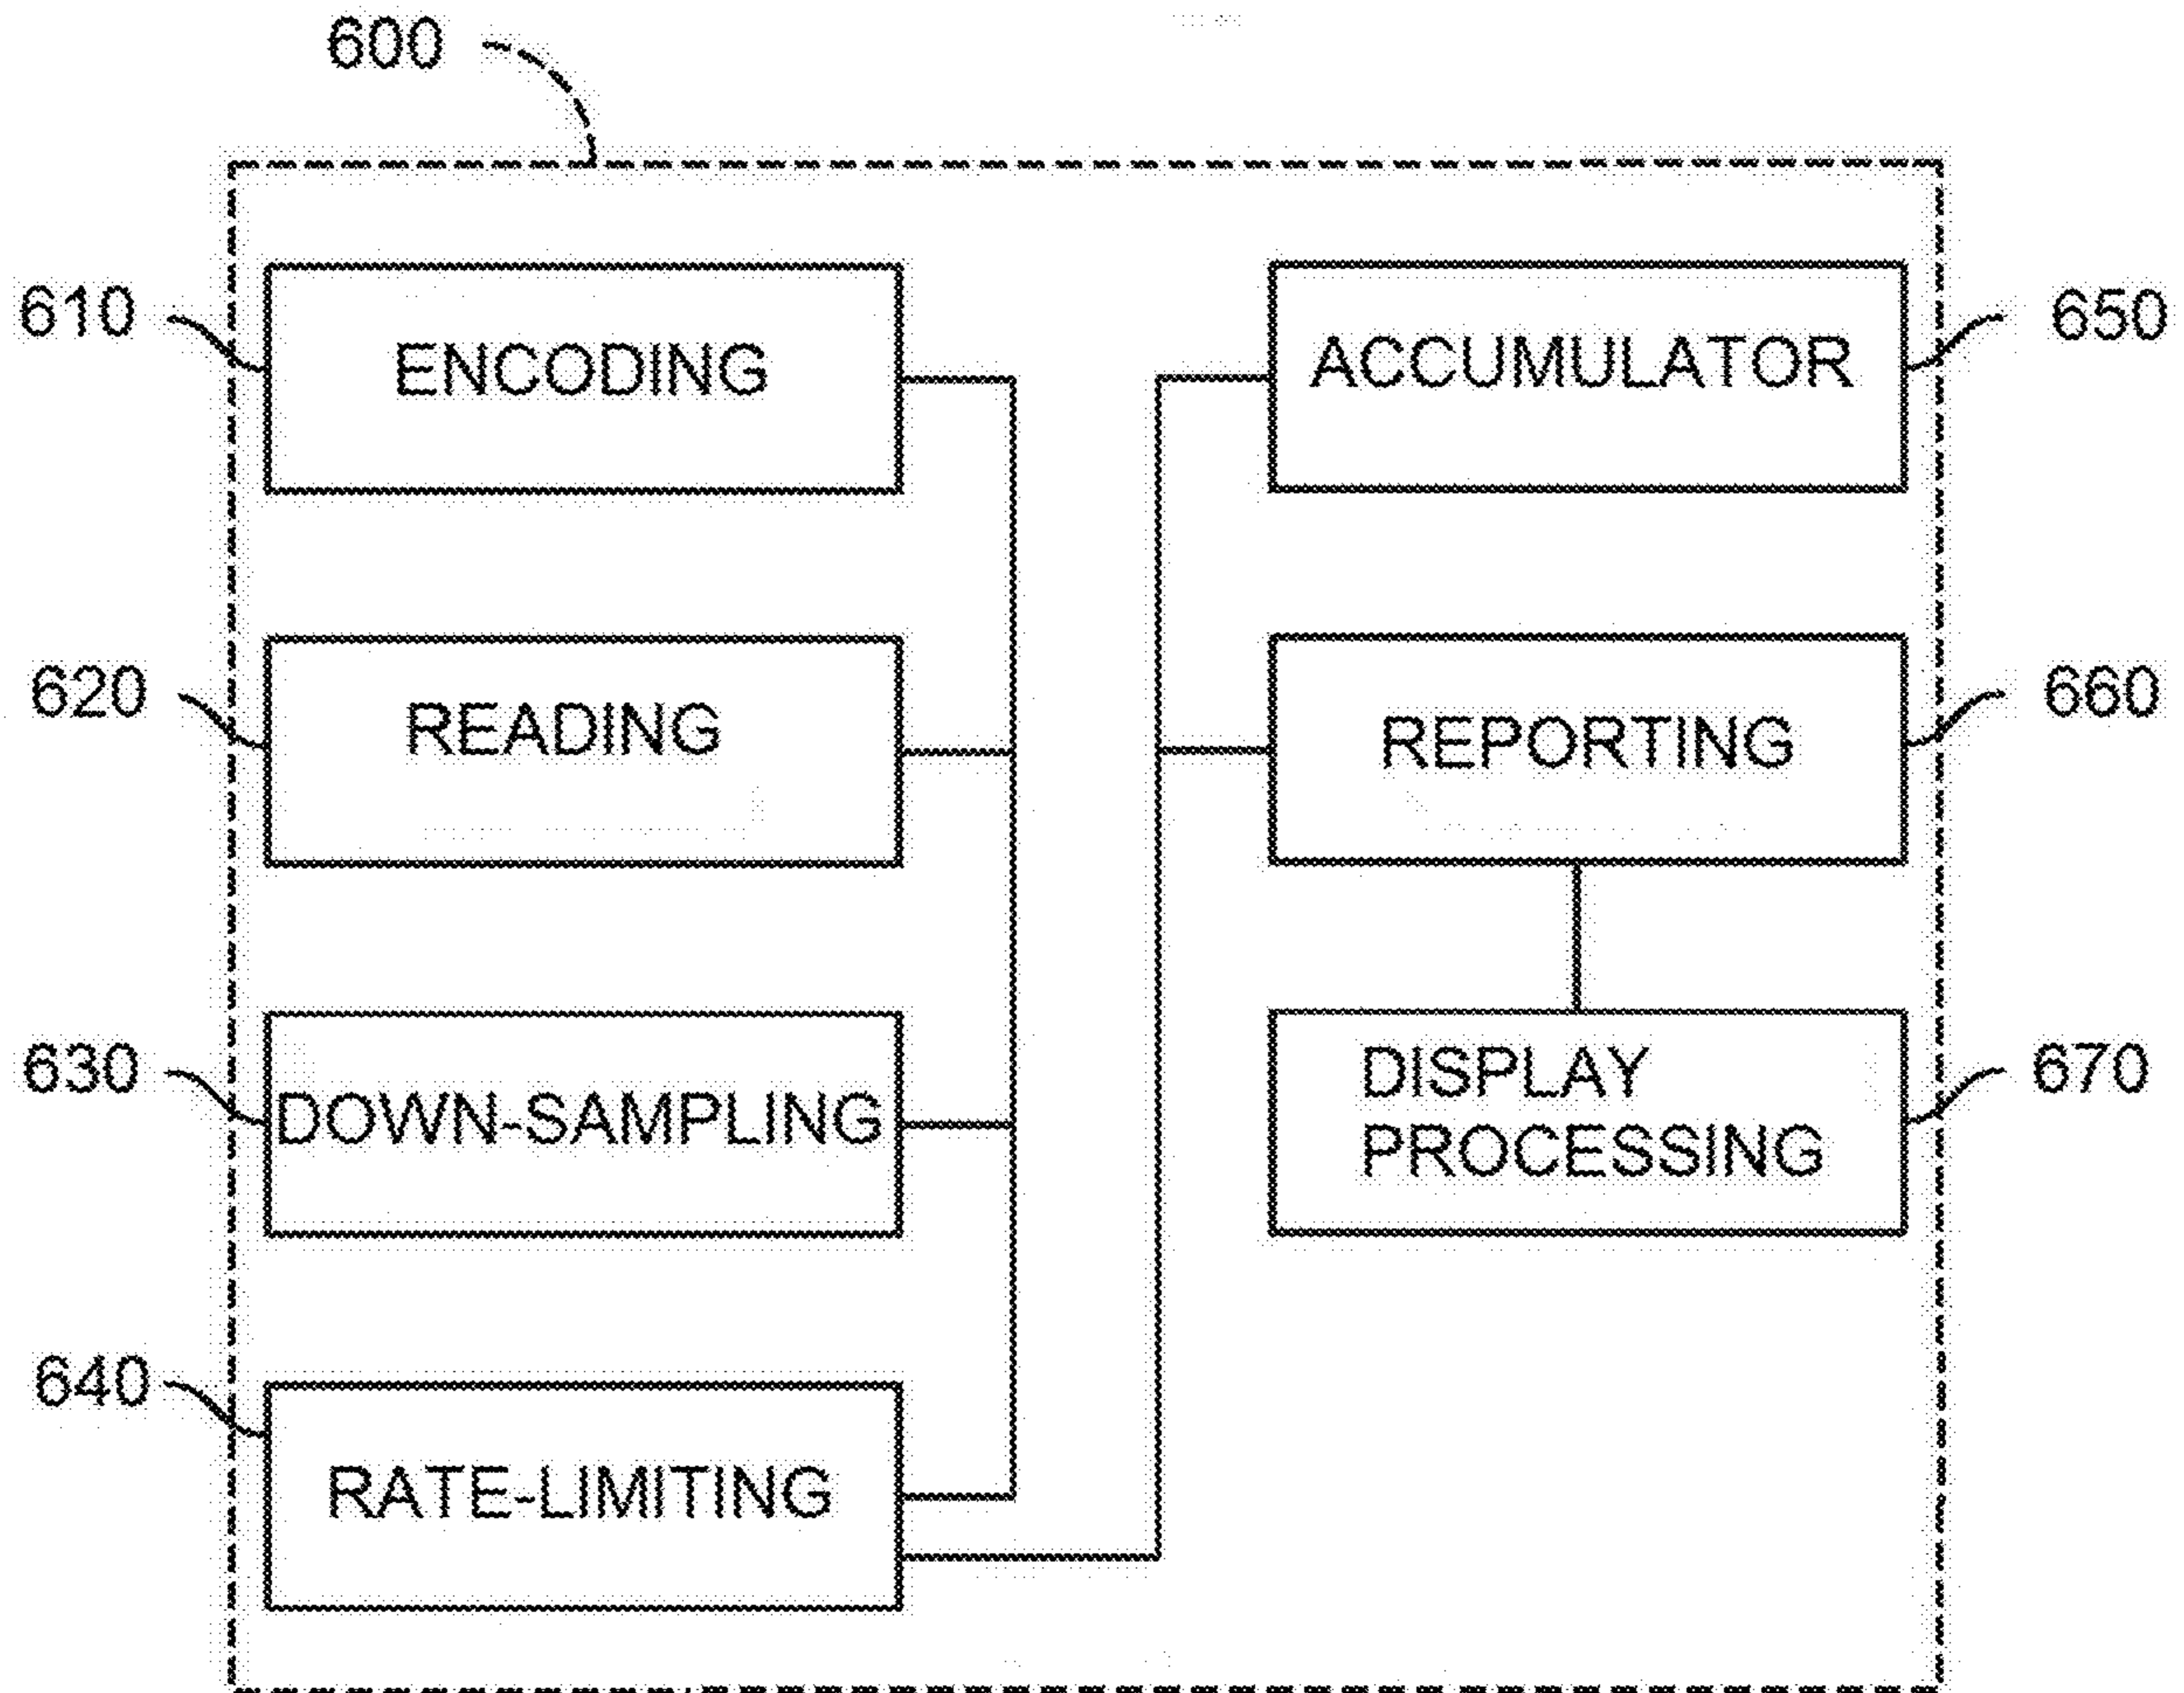 600
610
ENCODING
ACCUMULATOR
650
620
READING
REPORTING
660
630
DOWN-SAMPLING
DISPLAY
PROCESSING
670
640
RATE-LIMITING